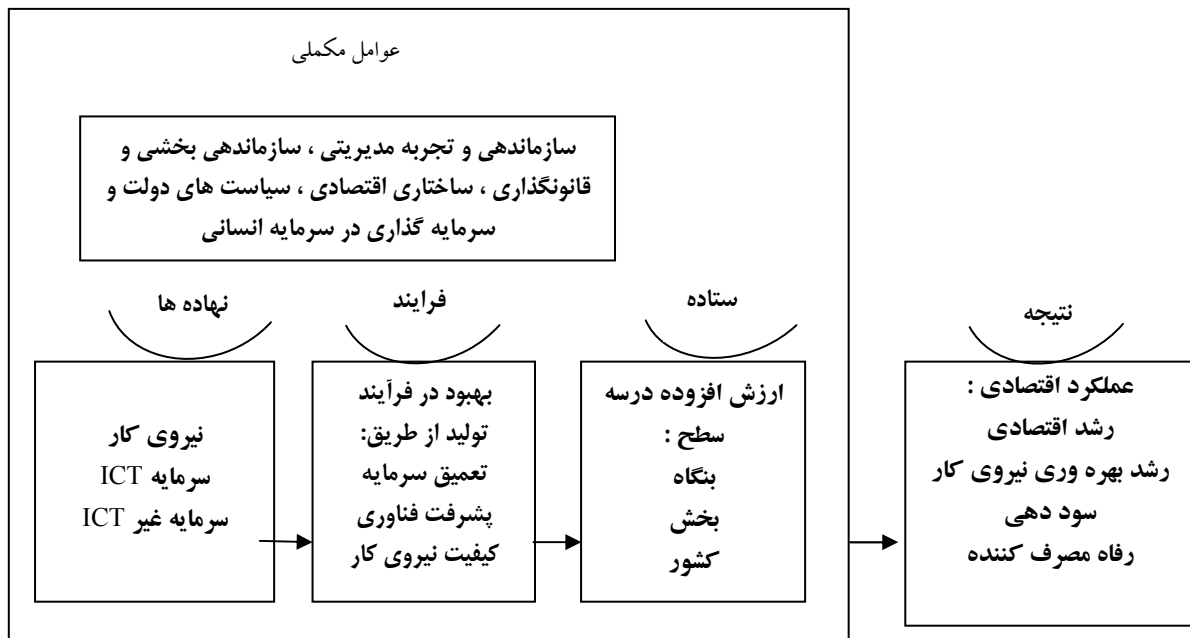 عوامل مکملی
سازماندهی و تجربه مدیریتی ، سازماندهی بخشی و
قانونگذاری ، ساختاری اقتصادی ، سیاست های دولت و
سرمایه گذاری در سرمایه انسانی
نهاده ها
نیروی کار
سرمایه ICT
سرمایه غیر ICT
فرایند
بهبود در فرآیند
تولید از طریق:
تعمیق سرمایه
پشرفت فناوری
کیفیت نیروی کار
ستاده
ارزش افزوده درسه
سطح :
بنگاه
بخش
کشور
نتیجه
عملکرد اقتصادی :
رشد اقتصادی
رشد بهره وری نیروی کار
سود دهی
رفاه مصرف کننده